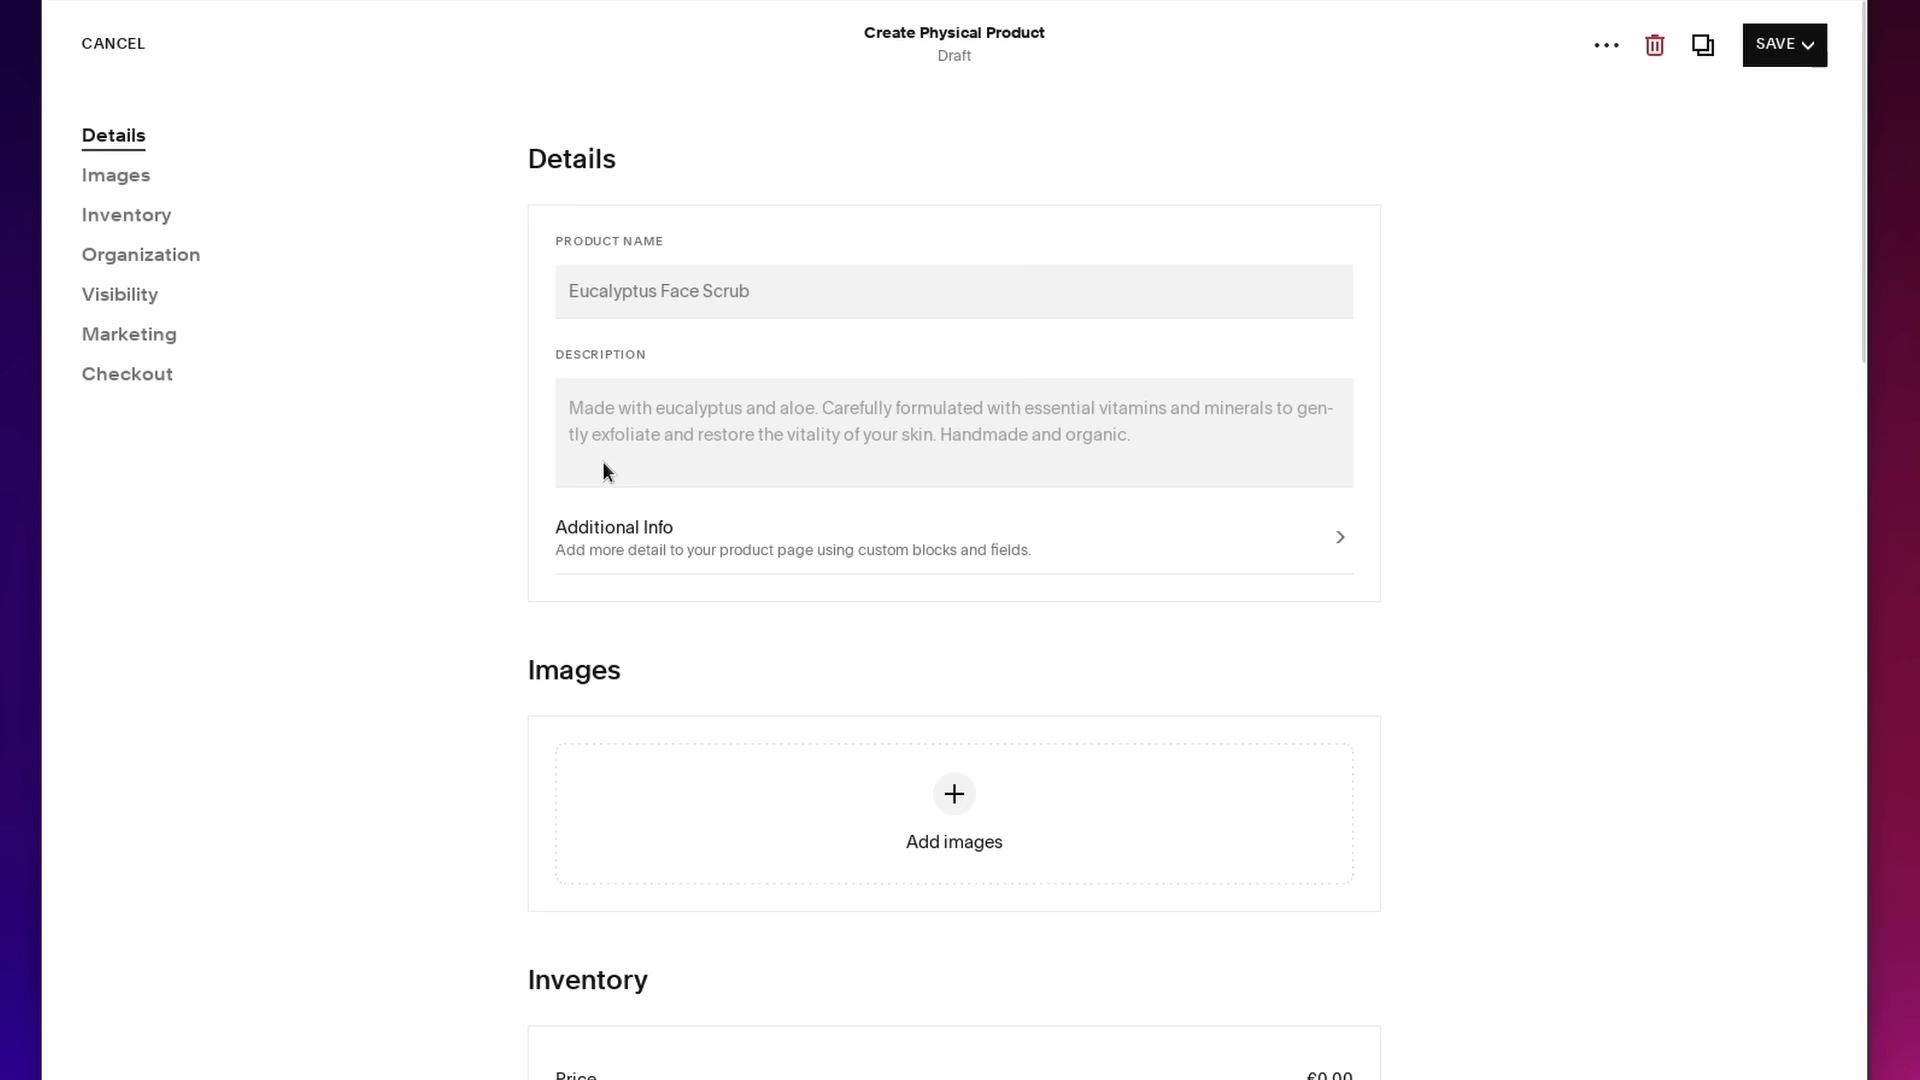 CANCEL
Create Physical Product
Draft
SAVE
Details
Images
Inventory
Organization
Visibility
Marketing
Checkout
Details
PRODUCT NAME
Eucalyptus Face Scrub
DESCRIPTION
Made with eucalyptus and aloe. Carefully formulated with essential vitamins and minerals to gen-
tly exfoliate and restore the vitality of your skin. Handmade and organic.
Additional Info
Add more detail to your product page using custom blocks and fields.
Images
Add images
Inventory
Price
€0.00